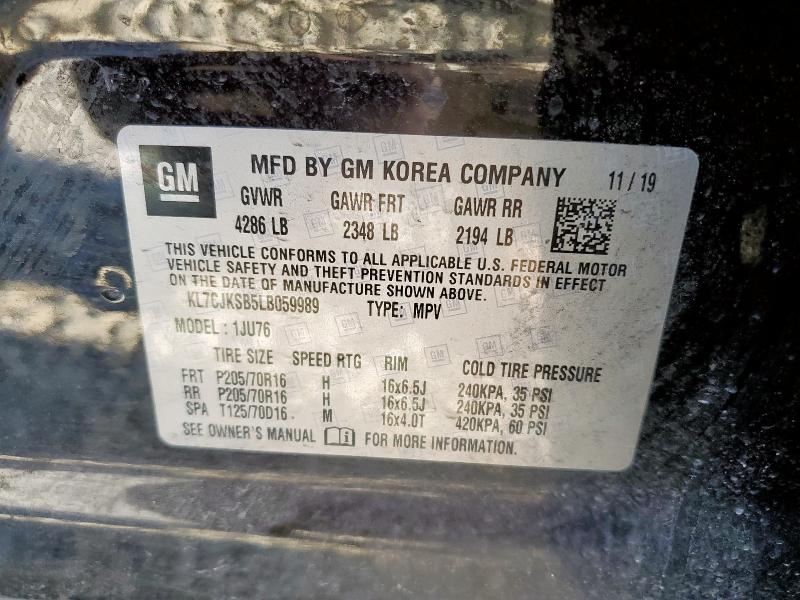 GM MFD BY GM KOREA COMPANY 11 / 19
GVWR GAWR FRT GAWR RR
4286 LB 2348 LB 2194 LB
THIS VEHICLE CONFORMS TO ALL APPLICABLE U.S. FEDERAL MOTOR
VEHICLE SAFETY AND THEFT PREVENTION STANDARDS IN EFFECT
ON THE DATE OF MANUFACTURE SHOWN ABOVE.
KL7CJKSB5LB059989 TYPE: MPV
MODEL : 1JU76
TIRE SIZE SPEED RTG RIM COLD TIRE PRESSURE
FRT P205/70R16 H 16x6.5J 240KPA, 35 PSI
RR P205/70R16 H 16x6.5J 240KPA, 35 PSI
SPA T125/70D16 M 16x4.0T 420KPA, 60 PSI
SEE OWNER'S MANUAL FOR MORE INFORMATION.